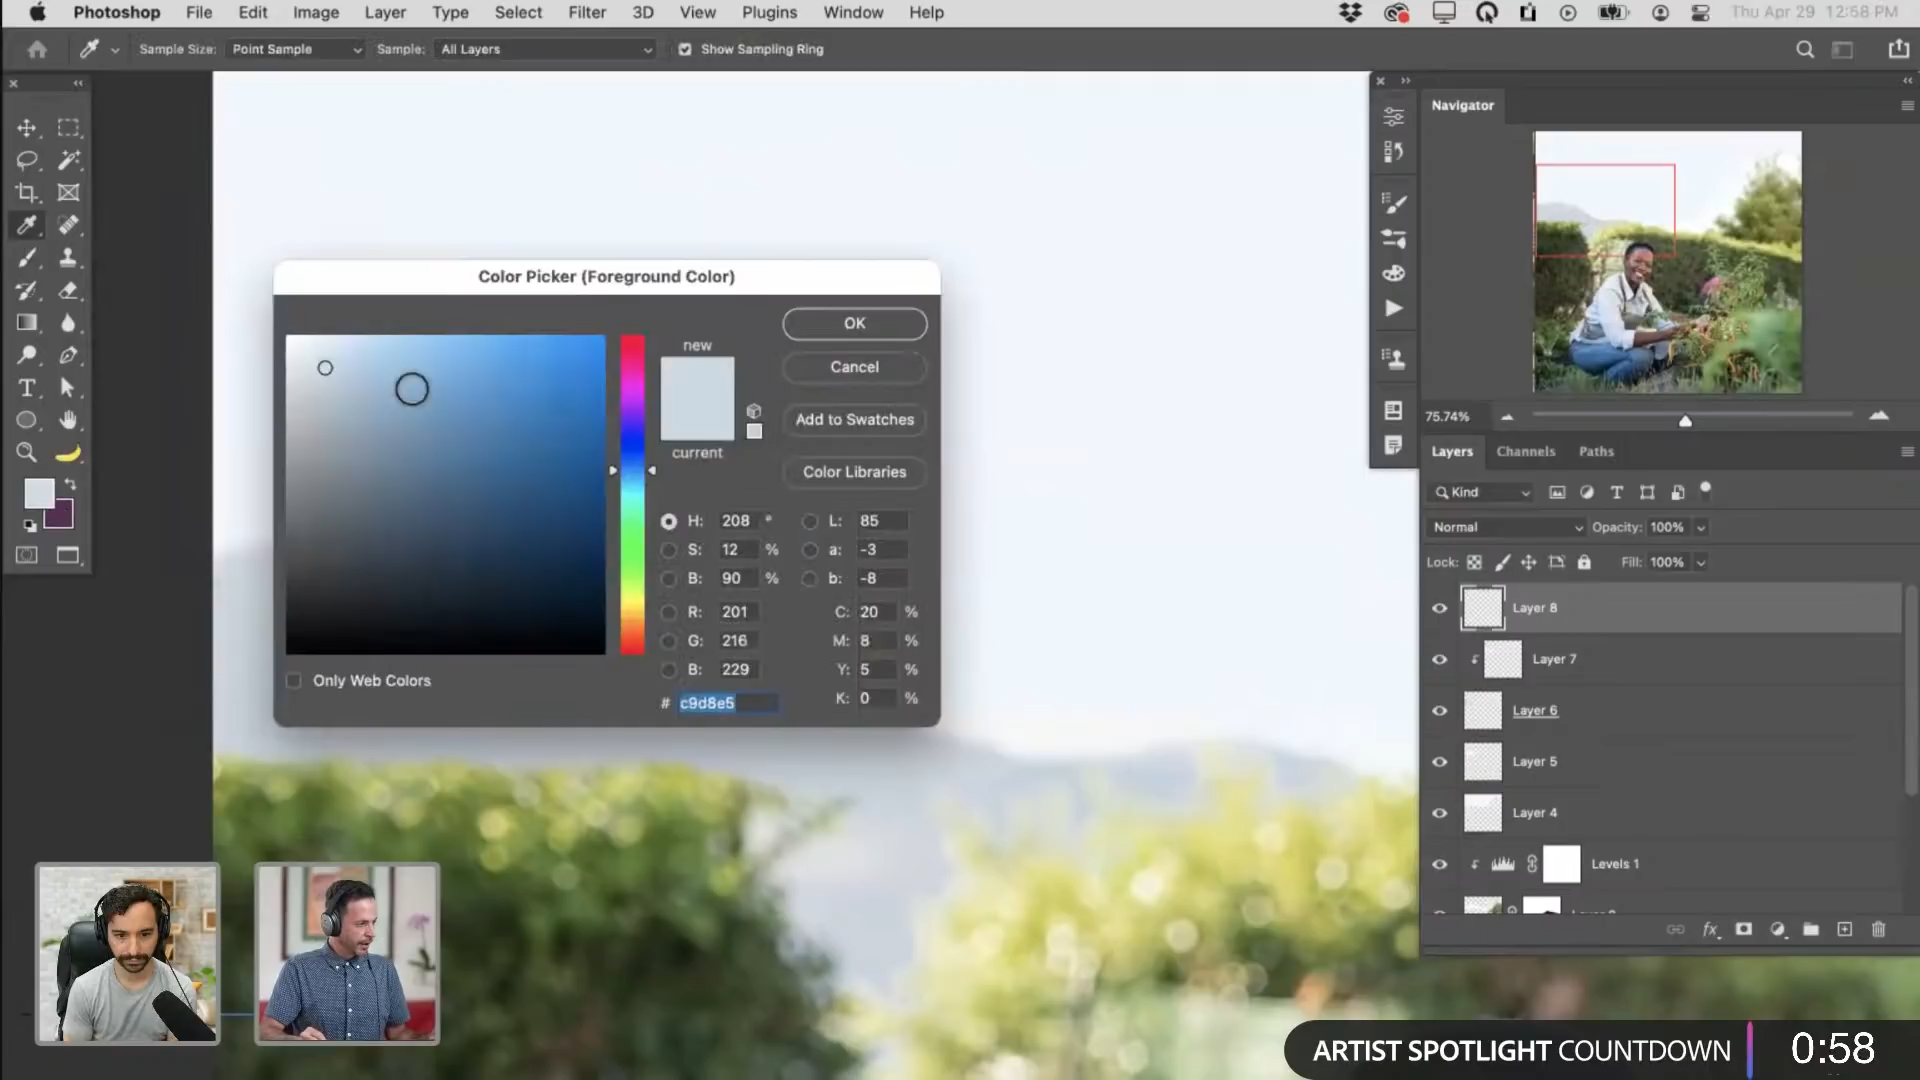 Photoshop File Edit Image Layer Type Select Filter 3D View Plugins Window Help Thu Apr 29 12:58 PM
Sample Size: Point Sample Sample: All Layers Show Sampling Ring
Navigator
Color Picker (Foreground Color)
OK
new
Cancel
Add to Swatches
75.74%
current
Layers Channels Paths
Color Libraries
Kind
H: 208 ° L: 85
Normal Opacity: 100%
S: 12 % a: -3
Lock: Fill: 100%
B: 90 % b: -8
R: 201 C: 20 %
Layer 8
G: 216 M: 8 %
Layer 7
B: 229 Y: 5 %
Only Web Colors
# c9d8e5 K: 0 %
Layer 6
Layer 5
Layer 4
Levels 1
ARTIST SPOTLIGHT COUNTDOWN 0:58